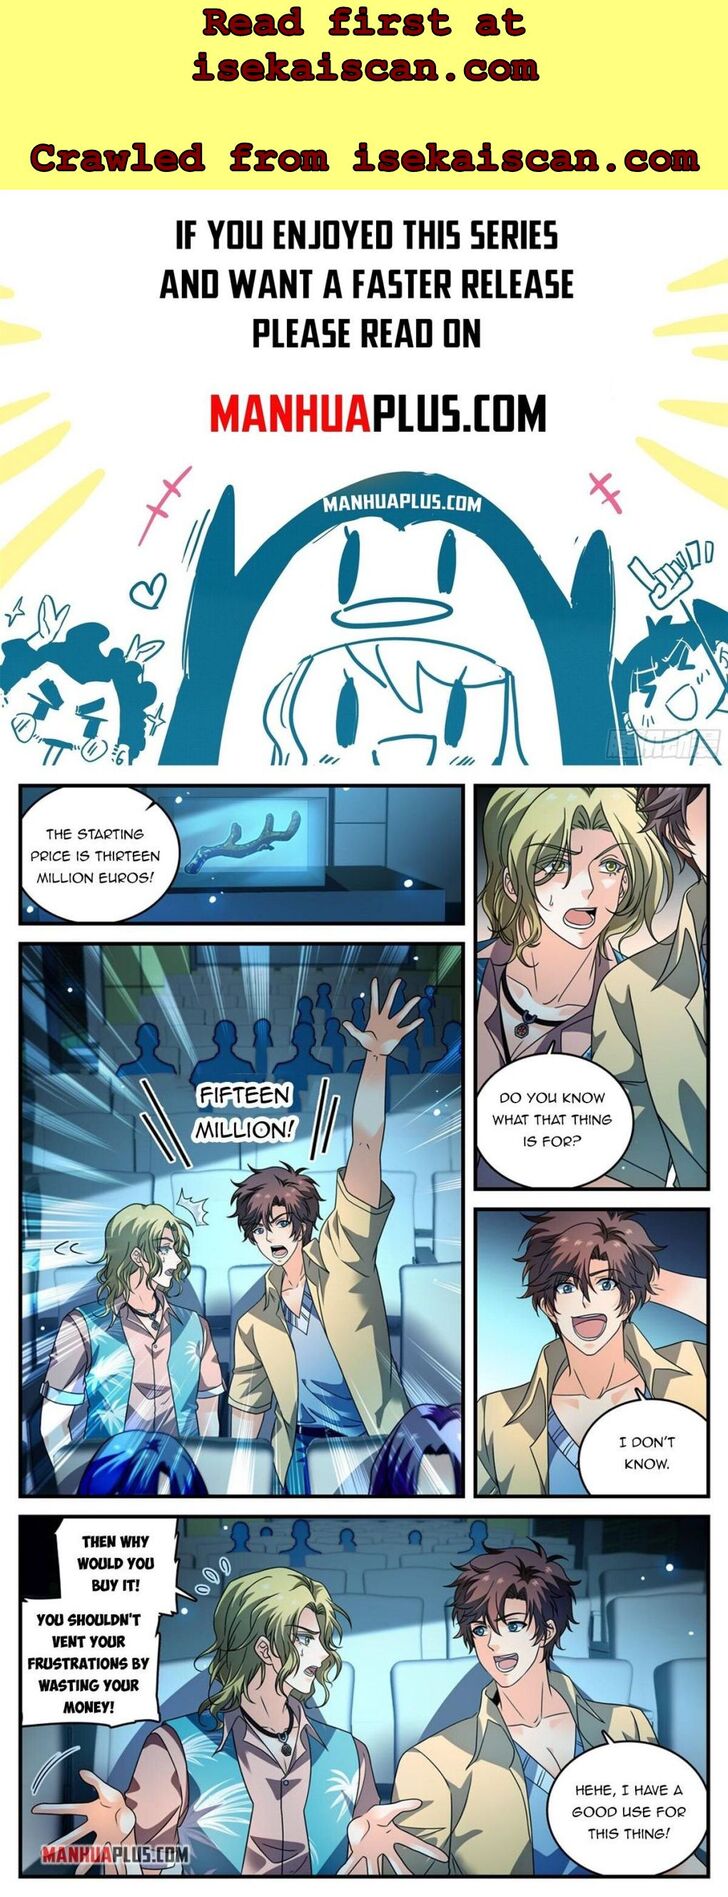 Read first at
isekaiscan.com
Crawled from isekaiscan.com
IF YOU ENJOYED THIS SERIES
AND WANT A FASTER RELEASE
PLEASE READ ON
MANHUAPLUS.COM
MANHUAPLUS.COM
THE STARTING
PRICE IS THIRTEEN
MILLION EUROS!
DO YOU KNOW
WHAT THAT THING
IS FOR?
FIFTEEN
MILLION!
I DON'T
KNOW.
THEN WHY
WOULD YOU
BUY IT!
YOU SHOULDN'T
VENT YOUR
FRUSTRATIONS BY
WASTING YOUR
MONEY!
HEHE, I HAVE A
GOOD USE FOR
THIS THING!
MANHUAPLUS.COM